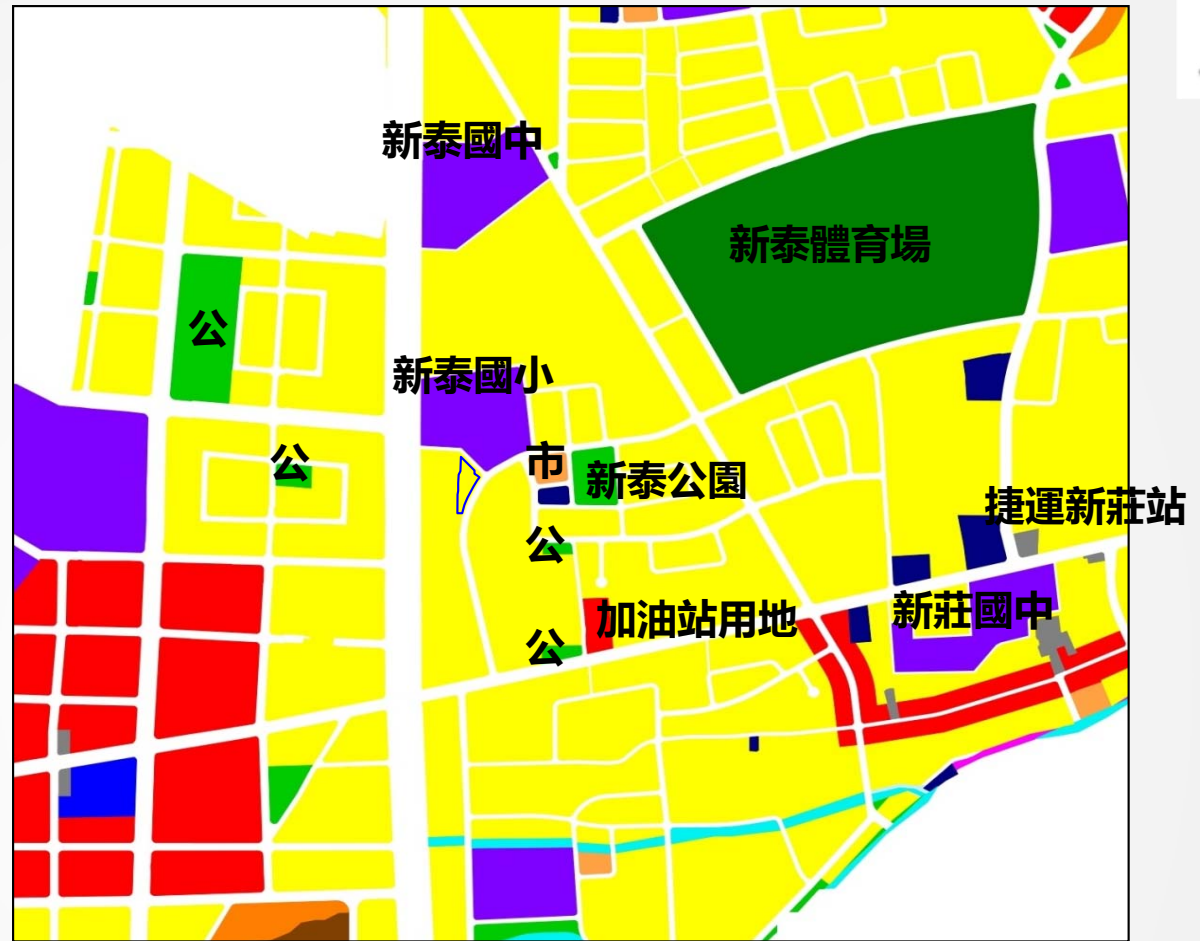 新泰國中
新泰體育場
公
新泰國小
公
市
新泰公園
捷運新莊站
公
加油站用地
新莊國中
公